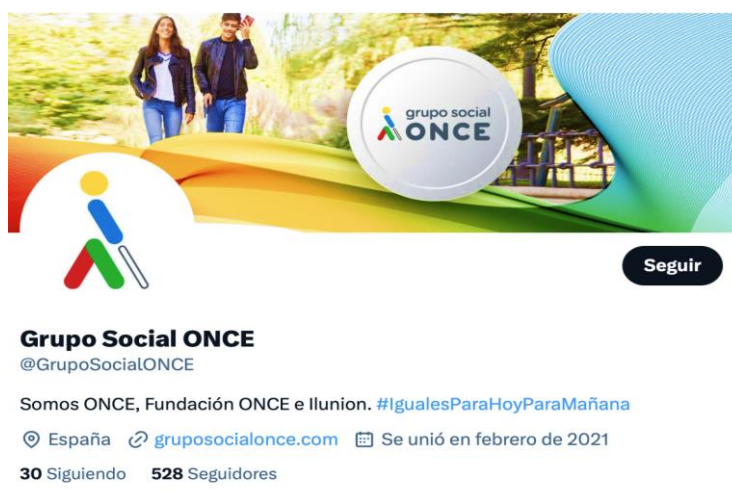 grupo social
ONCE
Seguir
Grupo Social ONCE
@GrupoSocialONCE
Somos ONCE, Fundación ONCE e Ilunion. #IgualesParaHoyParaMañana
España gruposocialonce.com Se unió en febrero de 2021
30 Siguiendo 528 Seguidores